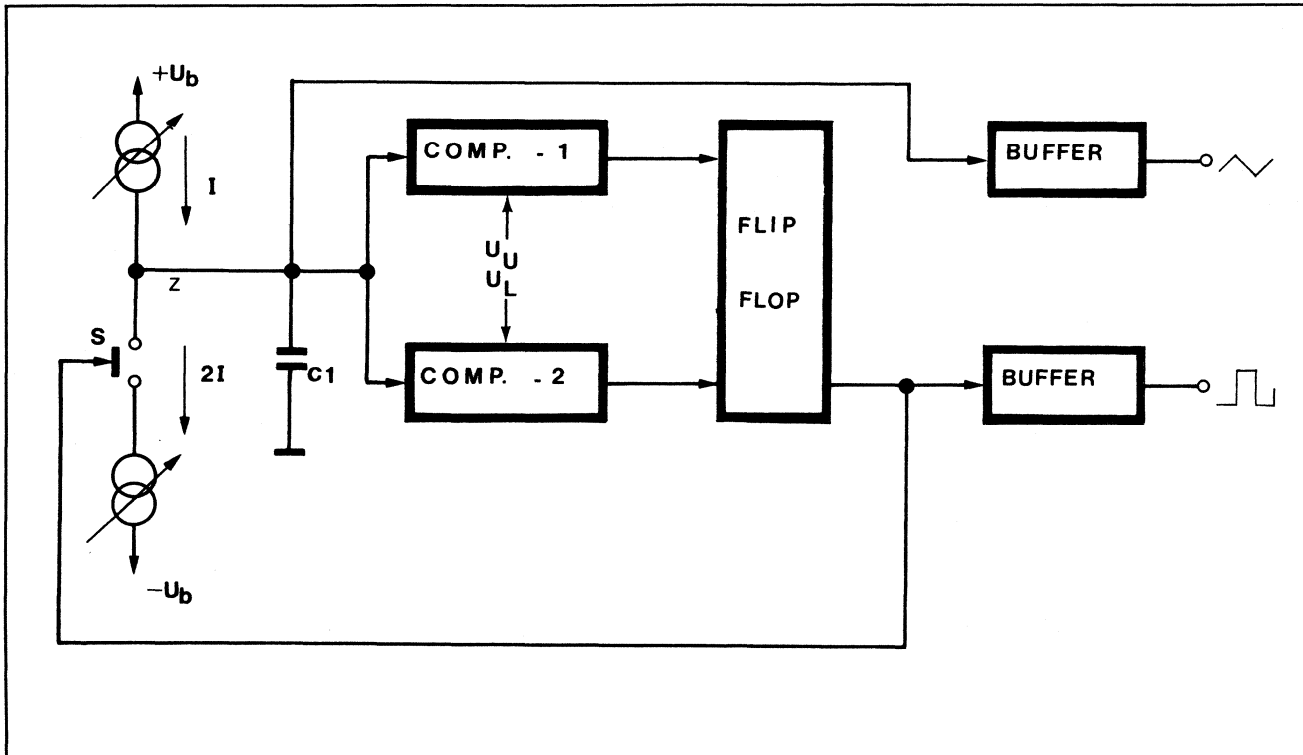 +Ub
I
COMP. - 1
FLIP
FLOP
BUFFER
UU
UL
Z
S
2I
C1
COMP. - 2
BUFFER
−Ub